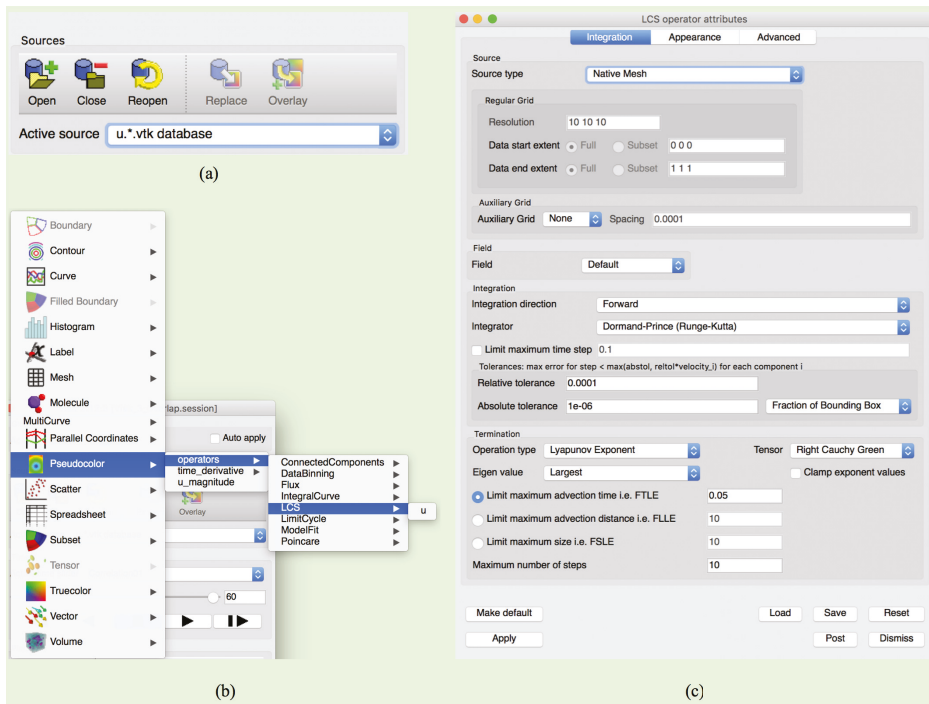 Sources
Open Close Reopen Replace Overlay
Active source u.*.vtk database
(a)
Boundary
Contour
Curve
Filled Boundary
Histogram
Label
Mesh
Molecule
MultiCurve
Parallel Coordinates
Pseudocolor
Scatter
Spreadsheet
Subset
Tensor
Truecolor
Vector
Volume
lap.session]
Auto apply
operators
time_derivative
u_magnitude
Overlay
ConnectedComponents
DataBinning
Flux
IntegralCurve
LCS
LimitCycle
ModelFit
Poincare
u
60
(b)
LCS operator attributes
Integration Appearance Advanced
Source
Source type Native Mesh
Regular Grid
Resolution 10 10 10
Data start extent Full Subset 0 0 0
Data end extent Full Subset 1 1 1
Auxiliary Grid
Auxiliary Grid None Spacing 0.0001
Field
Field Default
Integration
Integration direction Forward
Integrator Dormand-Prince (Runge-Kutta)
Limit maximum time step 0.1
Tolerances: max error for step < max(abstol, reltol*velocity_i) for each component i
Relative tolerance 0.0001
Absolute tolerance 1e-06 Fraction of Bounding Box
Termination
Operation type Lyapunov Exponent Tensor Right Cauchy Green
Eigen value Largest Clamp exponent values
Limit maximum advection time i.e. FTLE 0.05
Limit maximum advection distance i.e. FLLE 10
Limit maximum size i.e. FSLE 10
Maximum number of steps 10
Make default Load Save Reset
Apply Post Dismiss
(c)